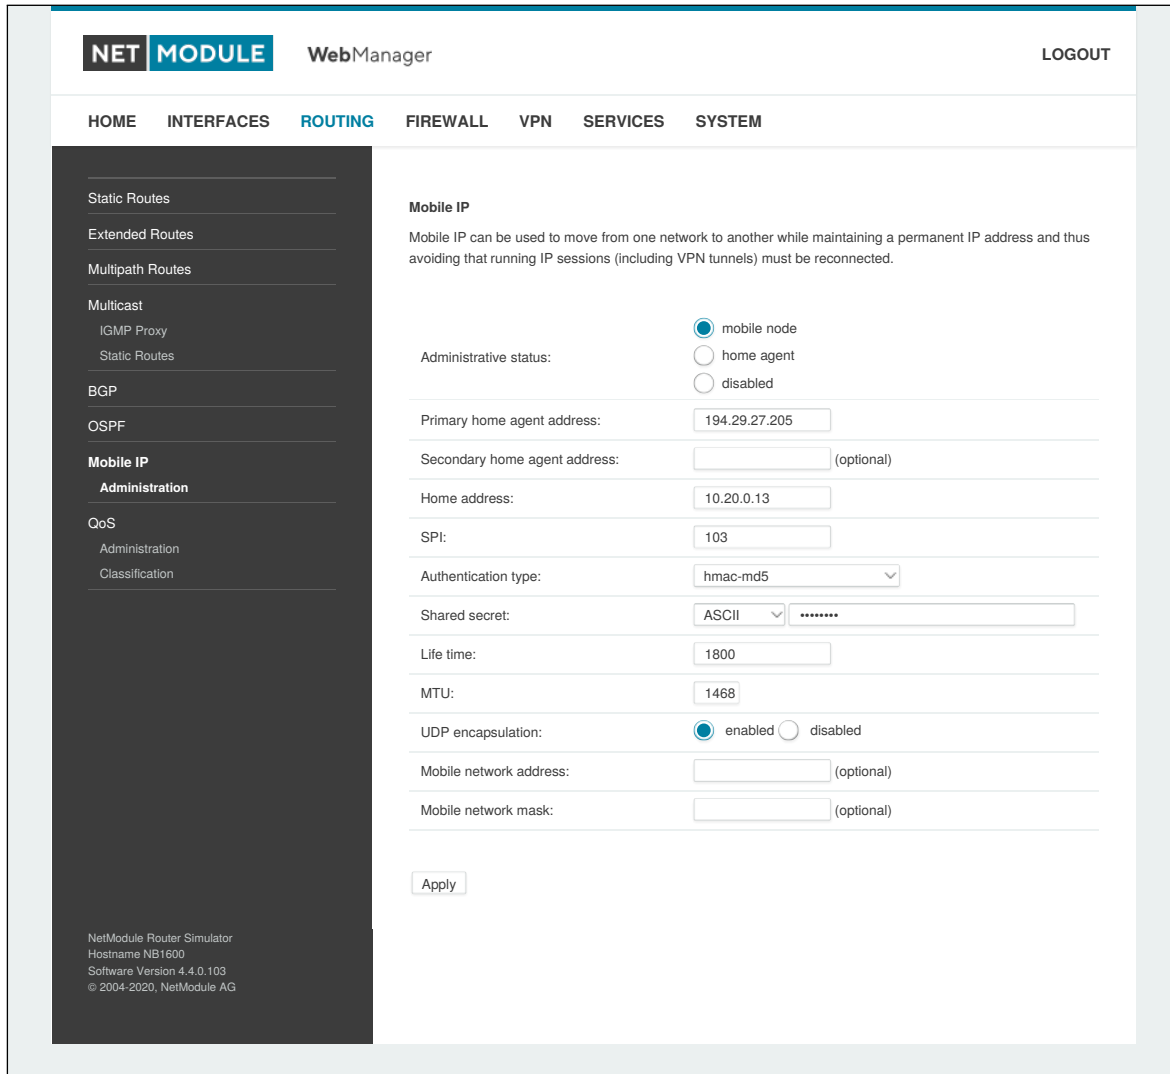 NET MODULE WebManager LOGOUT
HOME INTERFACES ROUTING FIREWALL VPN SERVICES SYSTEM
Static Routes
Extended Routes
Multipath Routes
Multicast
IGMP Proxy
Static Routes
BGP
OSPF
Mobile IP
Administration
QoS
Administration
Classification
NetModule Router Simulator
Hostname NB1600
Software Version 4.4.0.103
© 2004-2020, NetModule AG
Mobile IP
Mobile IP can be used to move from one network to another while maintaining a permanent IP address and thus
avoiding that running IP sessions (including VPN tunnels) must be reconnected.
Administrative status:
mobile node
home agent
disabled
Primary home agent address: 194.29.27.205
Secondary home agent address: (optional)
Home address: 10.20.0.13
SPI: 103
Authentication type: hmac-md5
Shared secret: ASCII ••••••••
Life time: 1800
MTU: 1468
UDP encapsulation: enabled disabled
Mobile network address: (optional)
Mobile network mask: (optional)
Apply